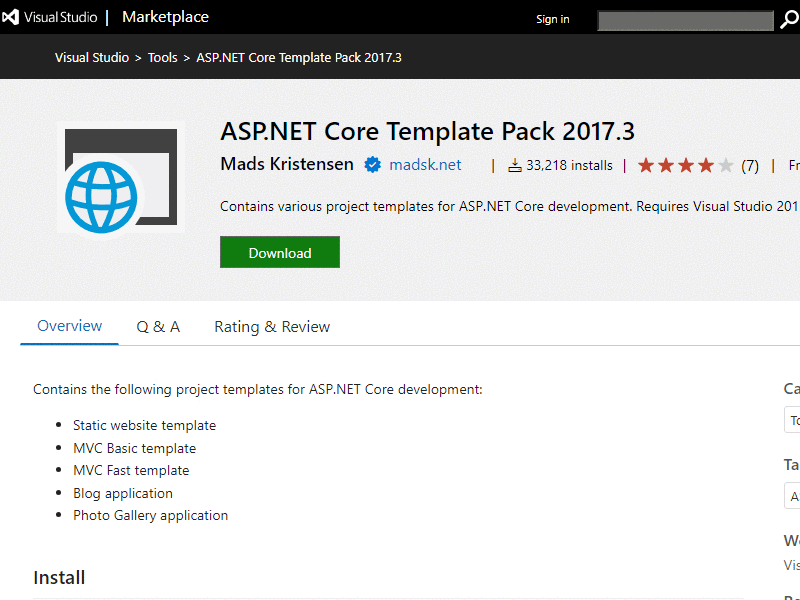 Visual Studio | Marketplace Sign in
Visual Studio > Tools > ASP.NET Core Template Pack 2017.3
ASP.NET Core Template Pack 2017.3
Mads Kristensen madsk.net | 33,218 installs | (7) | Fr
Contains various project templates for ASP.NET Core development. Requires Visual Studio 201
Download
Overview Q & A Rating & Review
Contains the following project templates for ASP.NET Core development:
• Static website template
• MVC Basic template
• MVC Fast template
• Blog application
• Photo Gallery application
Install
Ca
To
Ta
A
Wo
Vis